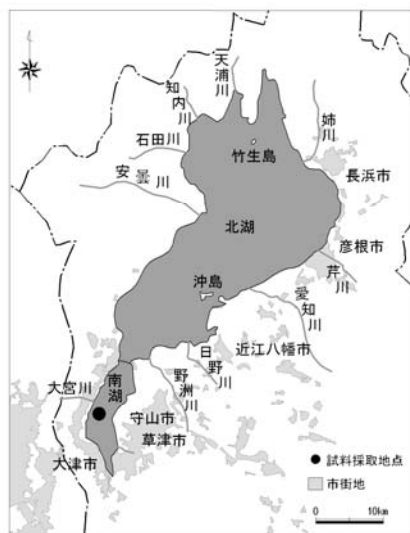 天浦川
知内川
姉川
石田川
竹生島
安曇川
長浜市
北湖
彦根市
芹川
沖島
愛知川
近江八幡市
日野川
大宮川
南湖
野洲川
守山市
草津市
大津市
試料採取地点
市街地
0
10km